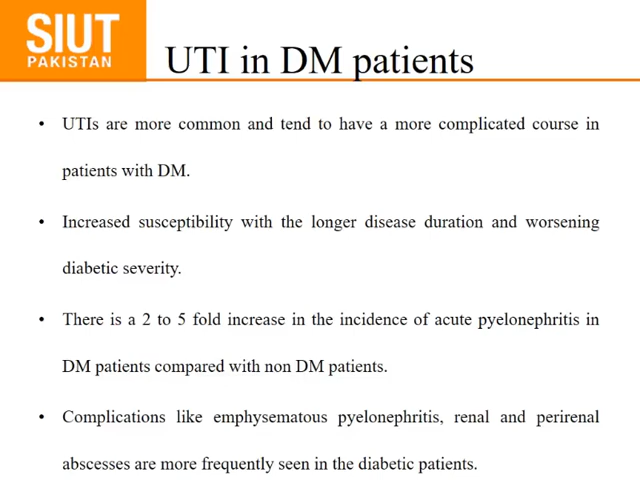 SIUT
PAKISTAN
UTI in DM patients
• UTIs are more common and tend to have a more complicated course in
patients with DM.
• Increased susceptibility with the longer disease duration and worsening
diabetic severity.
• There is a 2 to 5 fold increase in the incidence of acute pyelonephritis in
DM patients compared with non DM patients.
• Complications like emphysematous pyelonephritis, renal and perirenal
abscesses are more frequently seen in the diabetic patients.